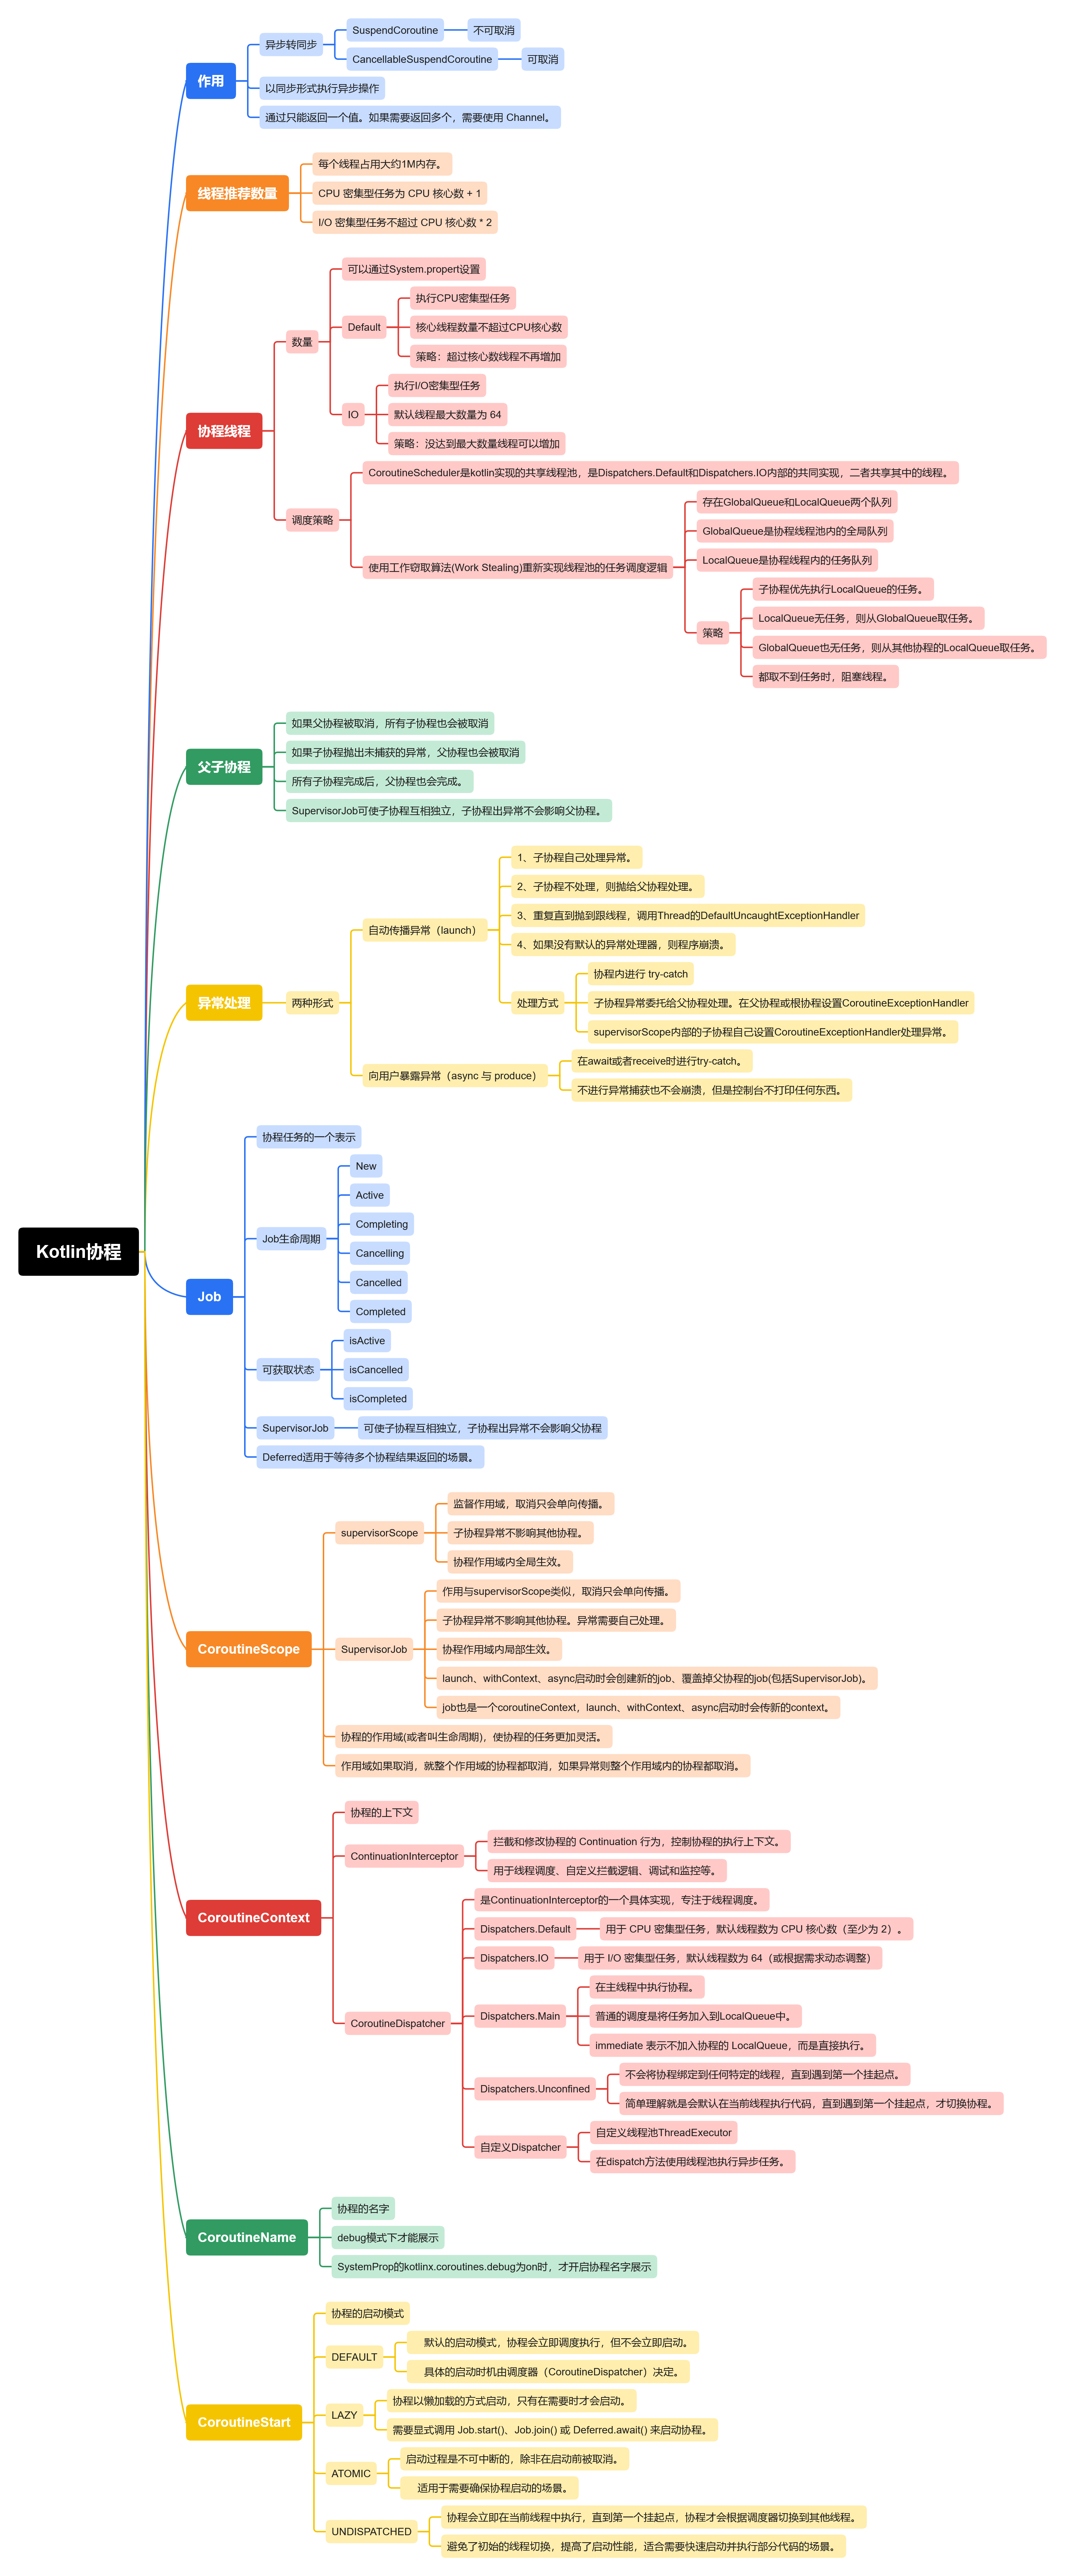 Kotlin协程
作用
异步转同步
SuspendCoroutine
不可取消
CancellableSuspendCoroutine
可取消
以同步形式执行异步操作
通过只能返回一个值。如果需要返回多个，需要使用 Channel。
线程推荐数量
每个线程占用大约1M内存。
CPU 密集型任务为 CPU 核心数 + 1
I/O 密集型任务不超过 CPU 核心数 * 2
协程线程
数量
可以通过System.propert设置
Default
执行CPU密集型任务
核心线程数量不超过CPU核心数
策略：超过核心数线程不再增加
IO
执行I/O密集型任务
默认线程最大数量为 64
策略：没达到最大数量线程可以增加
调度策略
CoroutineScheduler是kotlin实现的共享线程池，是Dispatchers.Default和Dispatchers.IO内部的共同实现，二者共享其中的线程。
使用工作窃取算法(Work Stealing)重新实现线程池的任务调度逻辑
存在GlobalQueue和LocalQueue两个队列
GlobalQueue是协程线程池内的全局队列
LocalQueue是协程线程内的任务队列
策略
子协程优先执行LocalQueue的任务。
LocalQueue无任务，则从GlobalQueue取任务。
GlobalQueue也无任务，则从其他协程的LocalQueue取任务。
都取不到任务时，阻塞线程。
父子协程
如果父协程被取消，所有子协程也会被取消
如果子协程抛出未捕获的异常，父协程也会被取消
所有子协程完成后，父协程也会完成。
SupervisorJob可使子协程互相独立，子协程出异常不会影响父协程。
异常处理
两种形式
自动传播异常（launch）
1、子协程自己处理异常。
2、子协程不处理，则抛给父协程处理。
3、重复直到抛到跟线程，调用Thread的DefaultUncaughtExceptionHandler
4、如果没有默认的异常处理器，则程序崩溃。
处理方式
协程内进行 try-catch
子协程异常委托给父协程处理。在父协程或根协程设置CoroutineExceptionHandler
supervisorScope内部的子协程自己设置CoroutineExceptionHandler处理异常。
向用户暴露异常（async 与 produce）
在await或者receive时进行try-catch。
不进行异常捕获也不会崩溃，但是控制台不打印任何东西。
Job
协程任务的一个表示
Job生命周期
New
Active
Completing
Cancelling
Cancelled
Completed
可获取状态
isActive
isCancelled
isCompleted
SupervisorJob
可使子协程互相独立，子协程出异常不会影响父协程
Deferred适用于等待多个协程结果返回的场景。
CoroutineScope
supervisorScope
监督作用域，取消只会单向传播。
子协程异常不影响其他协程。
协程作用域内全局生效。
SupervisorJob
作用与supervisorScope类似，取消只会单向传播。
子协程异常不影响其他协程。异常需要自己处理。
协程作用域内局部生效。
launch、withContext、async启动时会创建新的job、覆盖掉父协程的job(包括SupervisorJob)。
job也是一个coroutineContext，launch、withContext、async启动时会传新的context。
协程的作用域(或者叫生命周期)，使协程的任务更加灵活。
作用域如果取消，就整个作用域的协程都取消，如果异常则整个作用域内的协程都取消。
CoroutineContext
协程的上下文
ContinuationInterceptor
拦截和修改协程的 Continuation 行为，控制协程的执行上下文。
用于线程调度、自定义拦截逻辑、调试和监控等。
CoroutineDispatcher
是ContinuationInterceptor的一个具体实现，专注于线程调度。
Dispatchers.Default
用于 CPU 密集型任务，默认线程数为 CPU 核心数（至少为 2）。
Dispatchers.IO
用于 I/O 密集型任务，默认线程数为 64（或根据需求动态调整）
Dispatchers.Main
在主线程中执行协程。
普通的调度是将任务加入到LocalQueue中。
immediate 表示不加入协程的 LocalQueue，而是直接执行。
Dispatchers.Unconfined
不会将协程绑定到任何特定的线程，直到遇到第一个挂起点。
简单理解就是会默认在当前线程执行代码，直到遇到第一个挂起点，才切换协程。
自定义Dispatcher
自定义线程池ThreadExecutor
在dispatch方法使用线程池执行异步任务。
CoroutineName
协程的名字
debug模式下才能展示
SystemProp的kotlinx.coroutines.debug为on时，才开启协程名字展示
CoroutineStart
协程的启动模式
DEFAULT
默认的启动模式，协程会立即调度执行，但不会立即启动。
具体的启动时机由调度器（CoroutineDispatcher）决定。
LAZY
协程以懒加载的方式启动，只有在需要时才会启动。
需要显式调用 Job.start()、Job.join() 或 Deferred.await() 来启动协程。
ATOMIC
启动过程是不可中断的，除非在启动前被取消。
适用于需要确保协程启动的场景。
UNDISPATCHED
协程会立即在当前线程中执行，直到第一个挂起点，协程才会根据调度器切换到其他线程。
避免了初始的线程切换，提高了启动性能，适合需要快速启动并执行部分代码的场景。